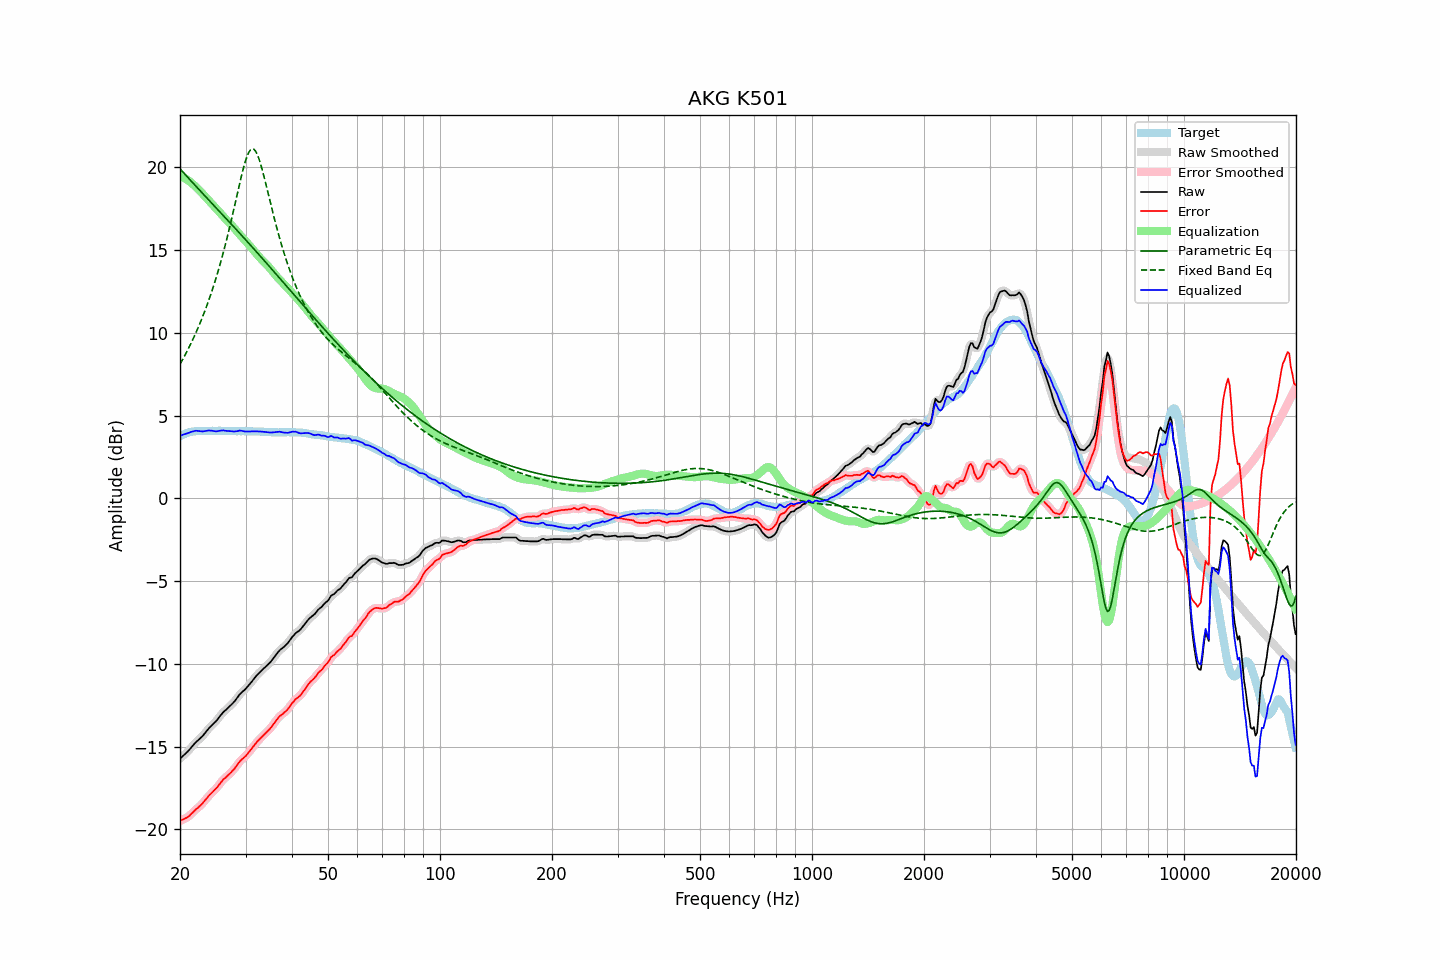 AKG K501
Amplitude (dBr)
20
15
10
5
0
−5
−10
−15
−20
Target
Raw Smoothed
Error Smoothed
Raw
Error
Equalization
Parametric Eq
Fixed Band Eq
Equalized
20 50 100 200 500 1000 2000 5000 10000 20000
Frequency (Hz)